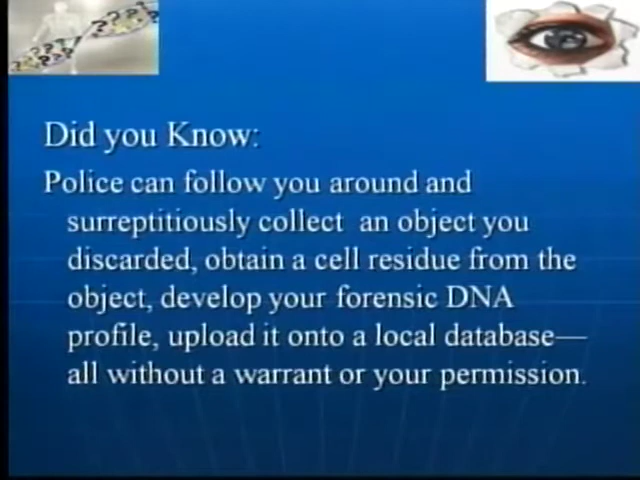 Did you Know:
Police can follow you around and
surreptitiously collect an object you
discarded, obtain a cell residue from the
object, develop your forensic DNA
profile, upload it onto a local database—
all without a warrant or your permission.